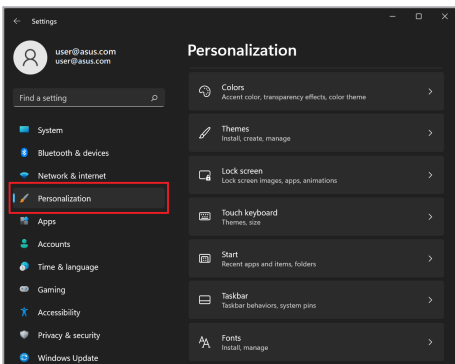 Settings
user@asus.com
user@asus.com
Find a setting
System
Bluetooth & devices
Network & internet
Personalization
Apps
Accounts
Time & language
Gaming
Accessibility
Privacy & security
Windows Update
Personalization
Colors
Accent color, transparency effects, color theme
Themes
Install, create, manage
Lock screen
Lock screen images, apps, animations
Touch keyboard
Themes, size
Start
Recent apps and items, folders
Taskbar
Taskbar behaviors, system pins
Fonts
Install, manage